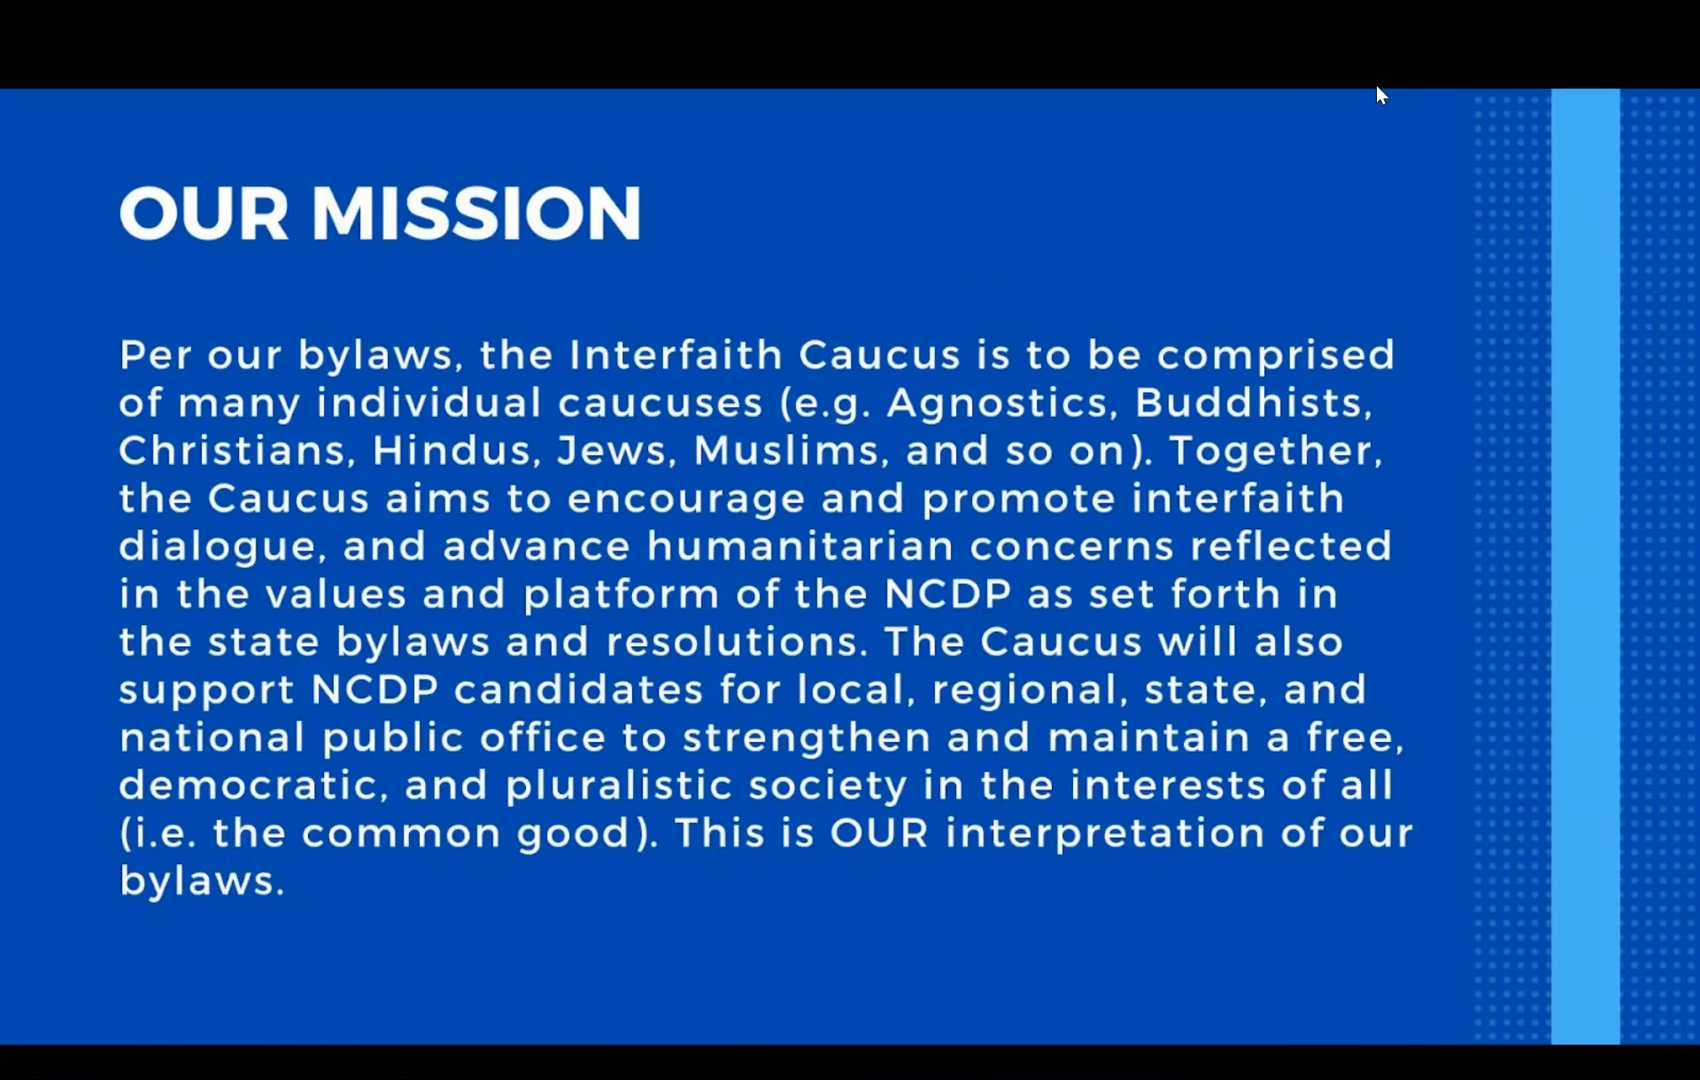 OUR MISSION
Per our bylaws, the Interfaith Caucus is to be comprised
of many individual caucuses (e.g. Agnostics, Buddhists,
Christians, Hindus, Jews, Muslims, and so on). Together,
the Caucus aims to encourage and promote interfaith
dialogue, and advance humanitarian concerns reflected
in the values and platform of the NCDP as set forth in
the state bylaws and resolutions. The Caucus will also
support NCDP candidates for local, regional, state, and
national public office to strengthen and maintain a free,
democratic, and pluralistic society in the interests of all
(i.e. the common good). This is OUR interpretation of our
bylaws.